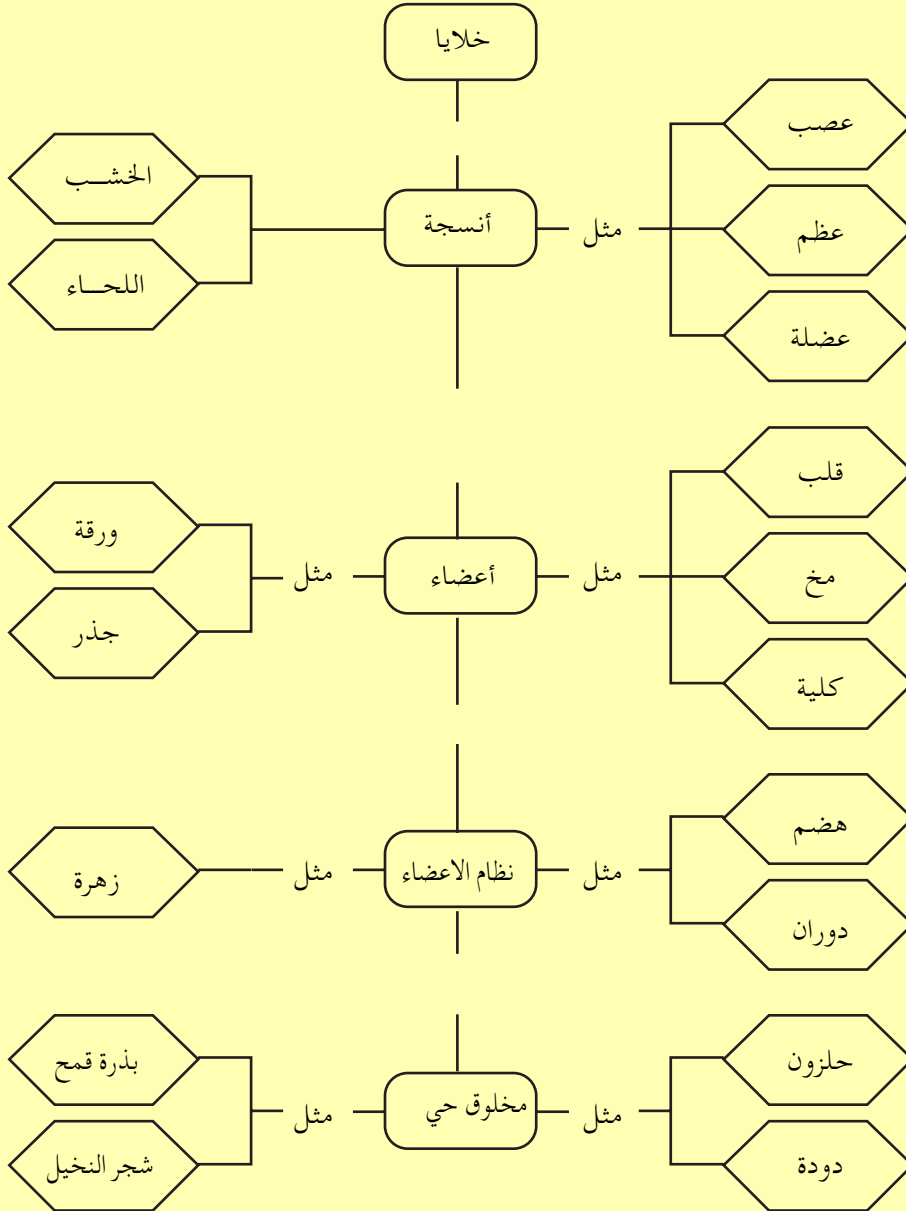 خلايا
عصب
الخشب
أنسجة
مثل
عظم
اللحاء
عضلة
قلب
ورقة
مثل
أعضاء
مثل
مخ
جذر
كلية
هضم
زهرة
مثل
نظام الاعضاء
مثل
دوران
حلزون
بذرة قمح
مثل
مخلوق حي
مثل
دودة
شجر النخيل